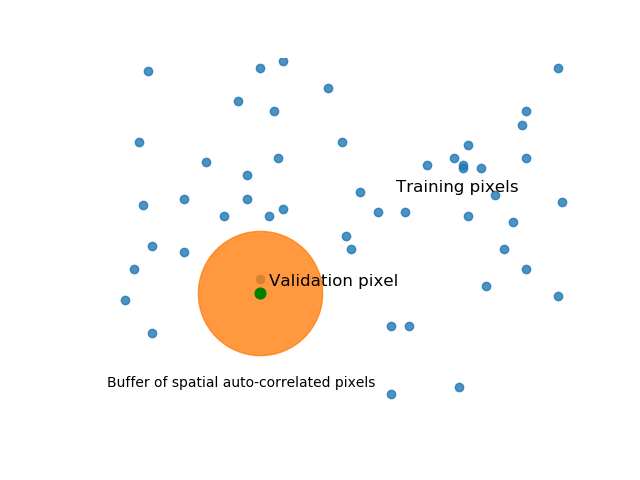 Training pixels
Validation pixel
Buffer of spatial auto-correlated pixels